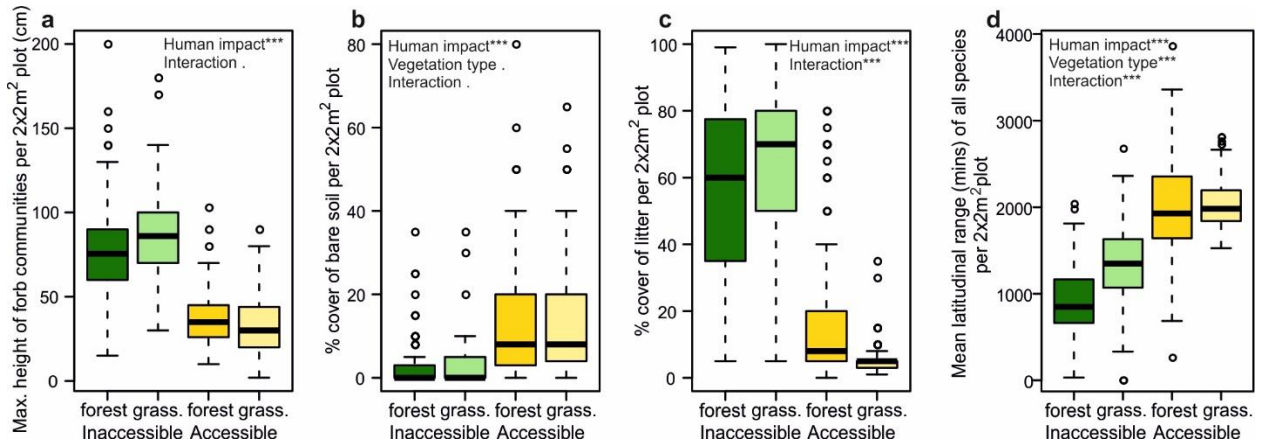 a
Max. height of forb communities per 2x2m² plot (cm)
200
150
100
50
0
Human impact***
Interaction .
forest grass. forest grass.
Inaccessible Accessible
b
% cover of bare soil per 2x2m² plot
80
60
40
20
0
Human impact***
Vegetation type .
Interaction .
forest grass. forest grass.
Inaccessible Accessible
c
% cover of litter per 2x2m² plot
100
80
60
40
20
0
Human impact***
Interaction***
forest grass. forest grass.
Inaccessible Accessible
d
Mean latitudinal range (mins) of all species
per 2x2m² plot
4000
3000
2000
1000
0
Human impact***
Vegetation type***
Interaction***
forest grass. forest grass.
Inaccessible Accessible